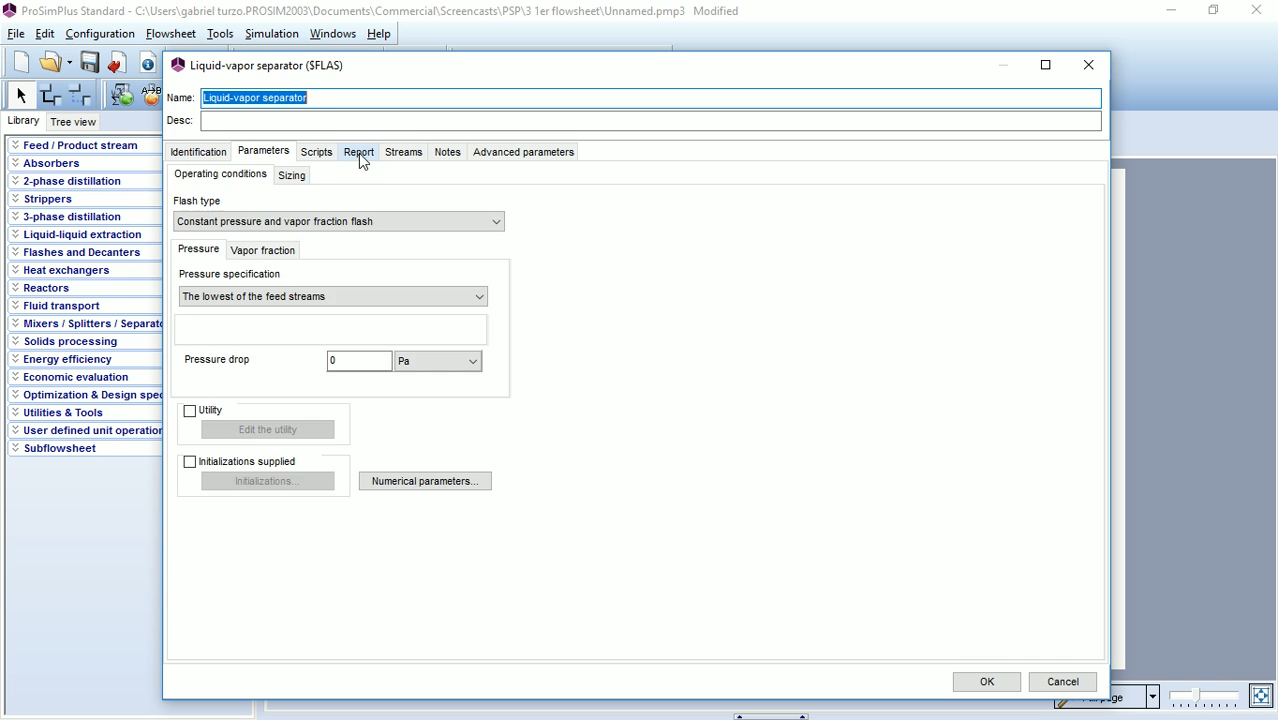 ProSimPlus Standard - C:\Users\gabriel turzo.PROSIM2003\Documents\Commercial\Screencasts\PSP\3 1er flowsheet\Unnamed.pmp3 Modified
File Edit Configuration Flowsheet Tools Simulation Windows Help
Liquid-vapor separator ($FLAS)
Name: Liquid-vapor separator
Desc:
Library Tree view
Identification Parameters Scripts Report Streams Notes Advanced parameters
Operating conditions Sizing
Feed / Product stream
Absorbers
2-phase distillation
Strippers
3-phase distillation
Liquid-liquid extraction
Flashes and Decanters
Heat exchangers
Reactors
Fluid transport
Mixers / Splitters / Separato
Solids processing
Energy efficiency
Economic evaluation
Optimization & Design spec
Utilities & Tools
User defined unit operation
Subflowsheet
Flash type
Constant pressure and vapor fraction flash
Pressure Vapor fraction
Pressure specification
The lowest of the feed streams
Pressure drop 0 Pa
Utility
Edit the utility
Initializations supplied
Initializations... Numerical parameters...
OK Cancel
page